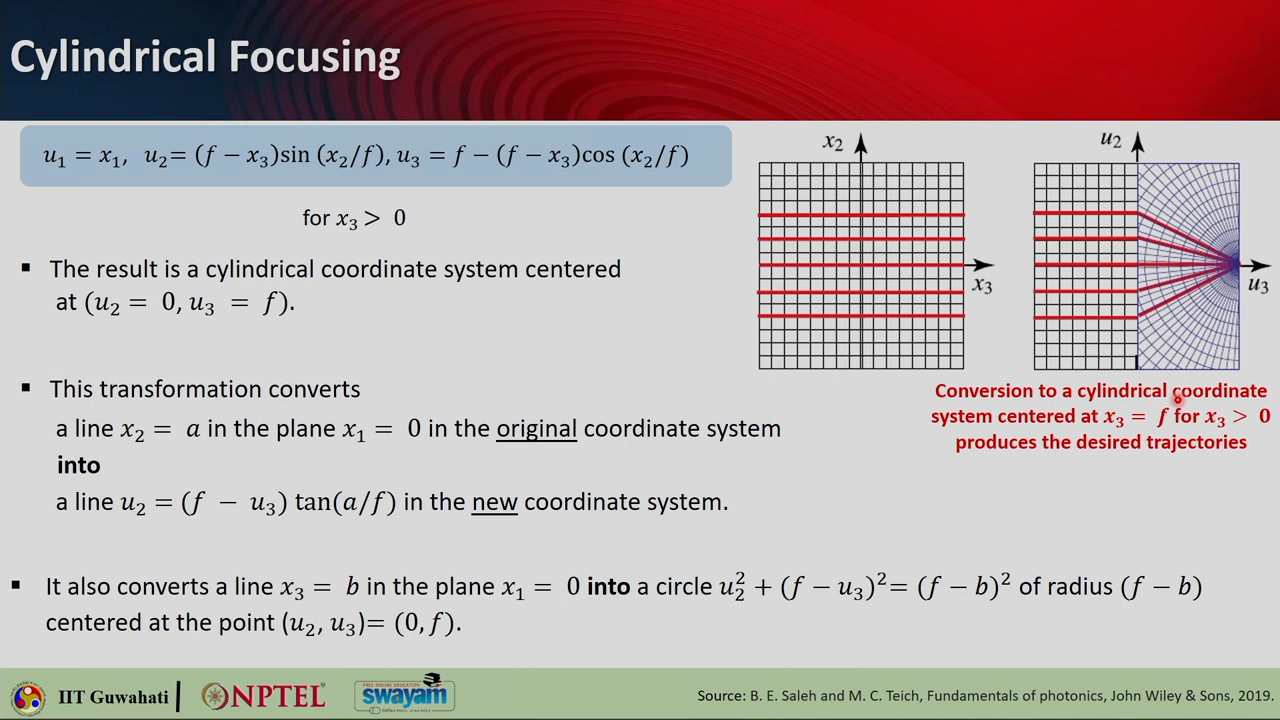 Cylindrical Focusing
u₁ = x₁, u₂= (f − x₃)sin (x₂/f), u₃ = f − (f − x₃)cos (x₂/f)
for x₃ > 0
▪ The result is a cylindrical coordinate system centered
at (u₂ = 0, u₃ = f).
▪ This transformation converts
a line x₂ = a in the plane x₁ = 0 in the original coordinate system
into
a line u₂ = (f − u₃) tan(a/f) in the new coordinate system.
▪ It also converts a line x₃ = b in the plane x₁ = 0 into a circle u₂² + (f − u₃)²= (f − b)² of radius (f − b)
centered at the point (u₂, u₃)= (0, f).
x₂
x₃
u₂
u₃
Conversion to a cylindrical coordinate
system centered at x₃ = f for x₃ > 0
produces the desired trajectories
IIT Guwahati
NPTEL
FREE ONLINE EDUCATION
swayam
Source: B. E. Saleh and M. C. Teich, Fundamentals of photonics, John Wiley & Sons, 2019.